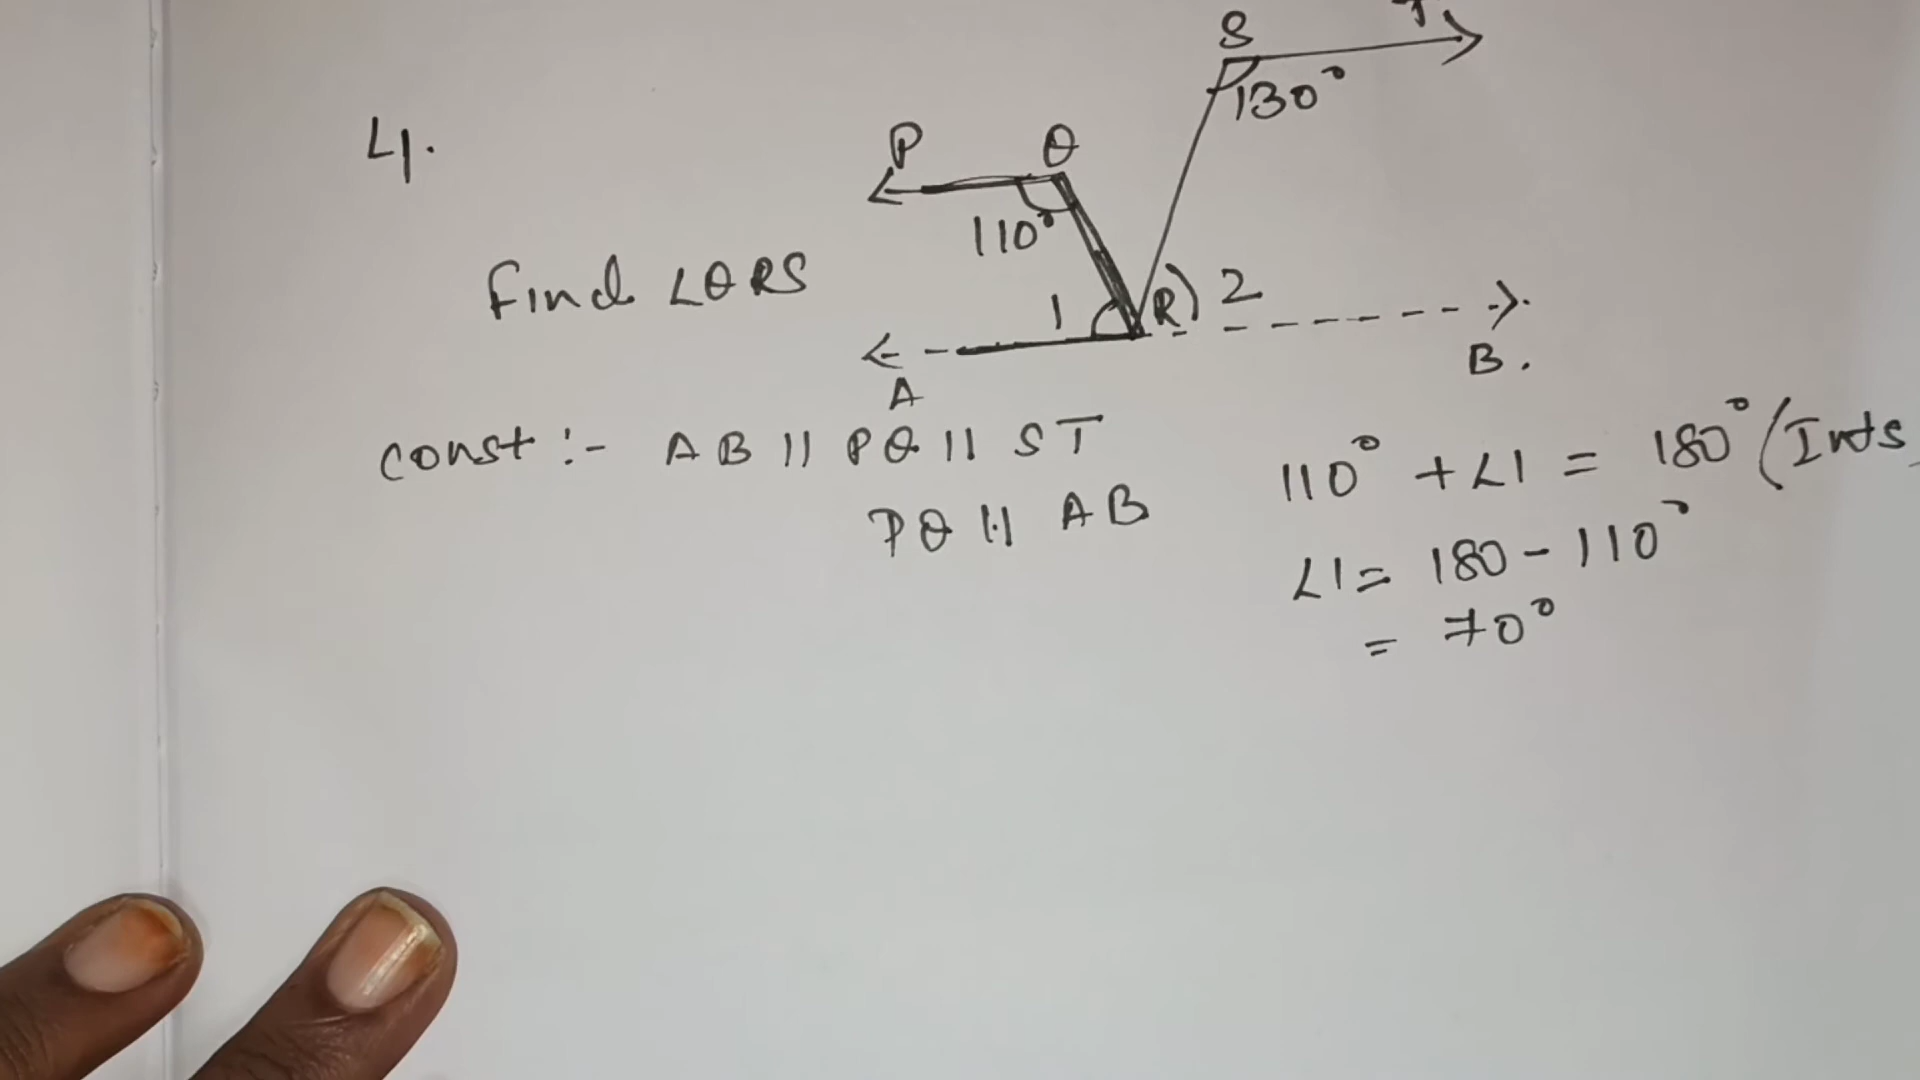 4.
S
T
130°
P Q
110°
Find ∠QRS
1 R 2
A
B.
Const :- AB || PQ || ST
PQ || AB
110° + ∠1 = 180° (Ints
∠1 = 180 - 110°
= 70°